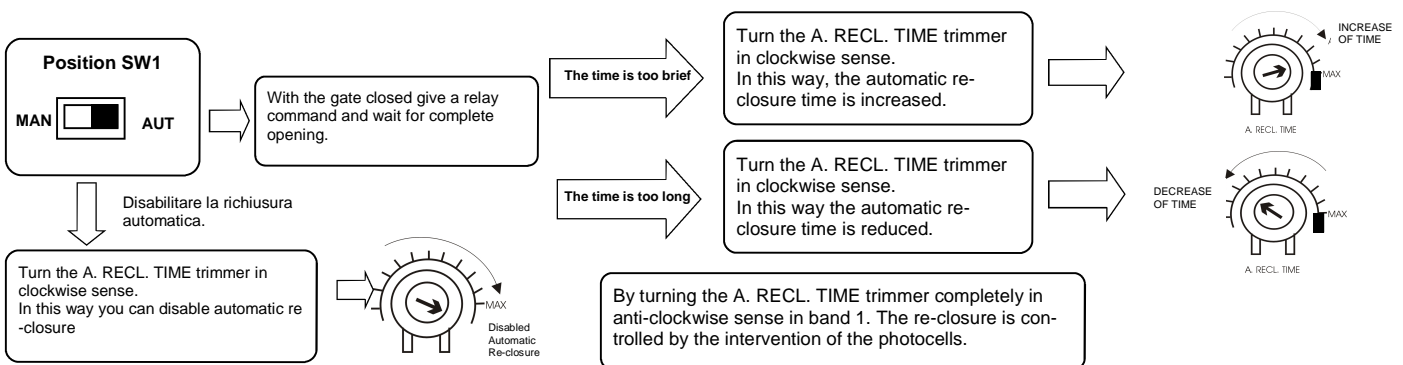 Position SW1
MAN
AUT
With the gate closed give a relay
command and wait for complete
opening.
The time is too brief
Turn the A. RECL. TIME trimmer
in clockwise sense.
In this way, the automatic re-
closure time is increased.
INCREASE
OF TIME
MAX
A. RECL. TIME
The time is too long
Turn the A. RECL. TIME trimmer
in clockwise sense.
In this way the automatic re-
closure time is reduced.
DECREASE
OF TIME
MAX
A. RECL. TIME
Disabilitare la richiusura
automatica.
Turn the A. RECL. TIME trimmer in
clockwise sense.
In this way you can disable automatic re
-closure
MAX
Disabled
Automatic
Re-closure
By turning the A. RECL. TIME trimmer completely in
anti-clockwise sense in band 1. The re-closure is con-
trolled by the intervention of the photocells.